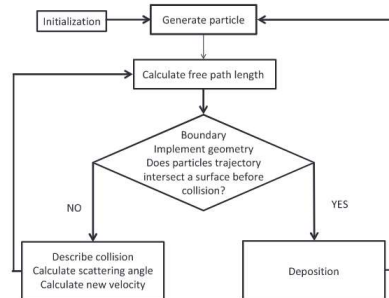 Initialization
Generate particle
Calculate free path length
Boundary
Implement geometry
Does particles trajectory
intersect a surface before
collision?
NO
YES
Describe collision
Calculate scattering angle
Calculate new velocity
Deposition